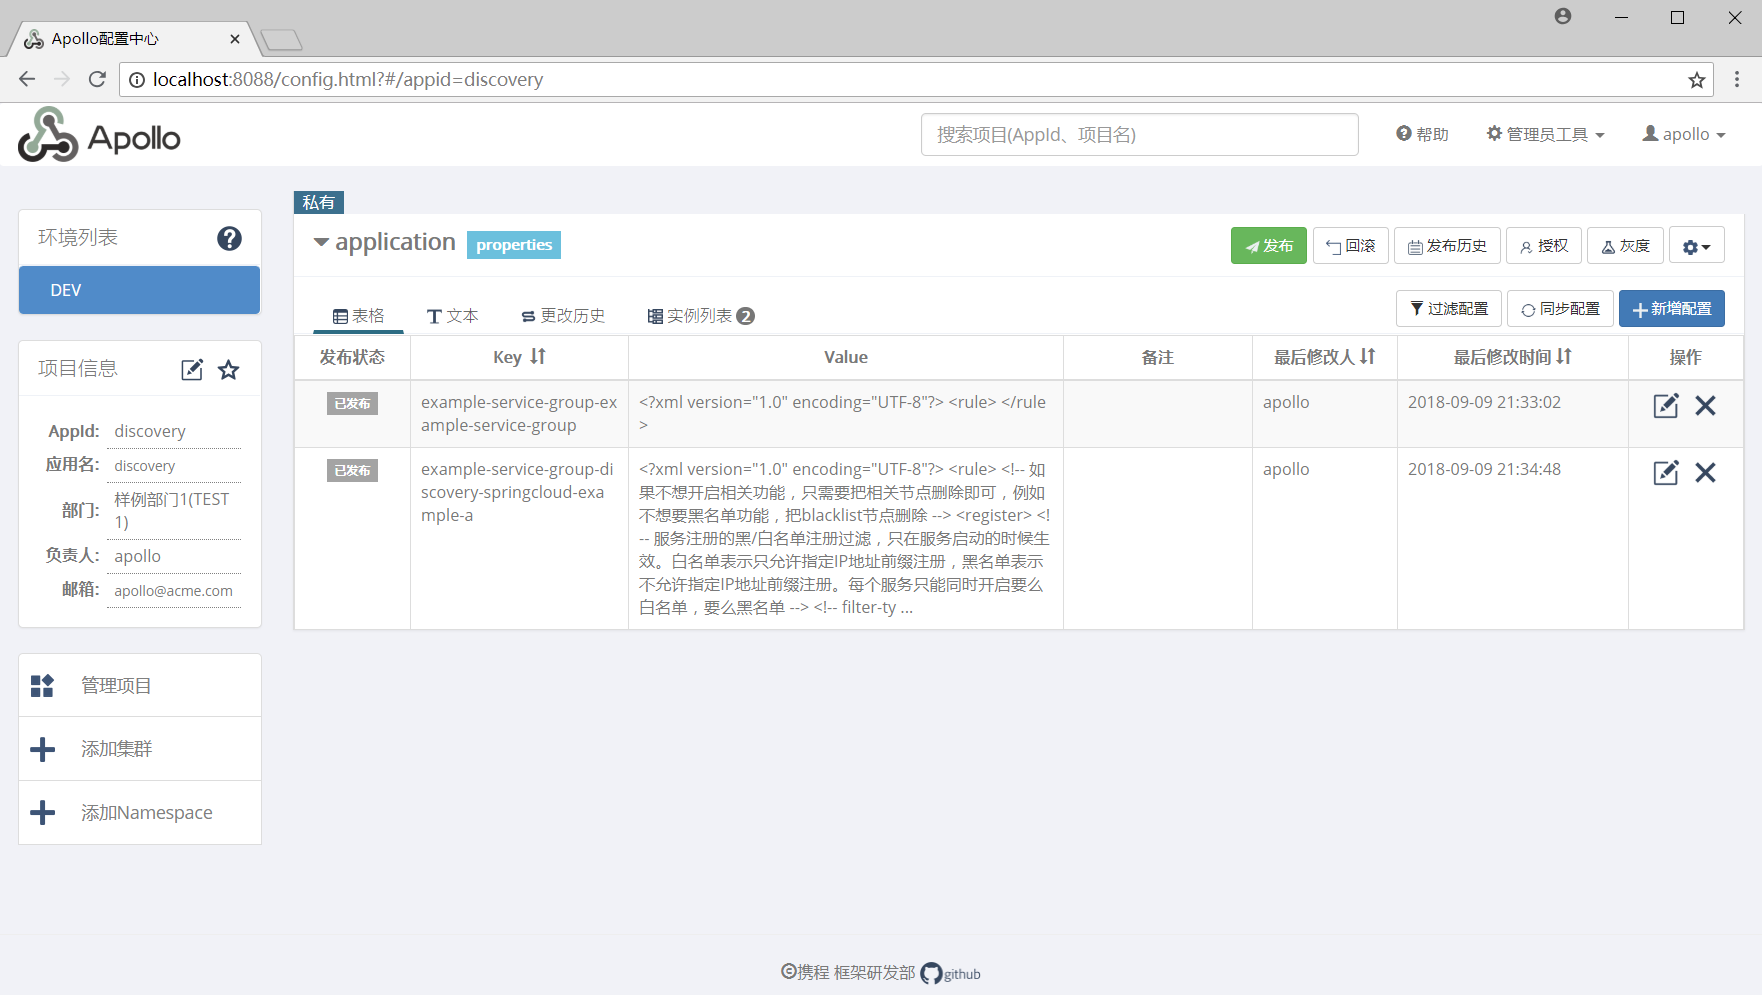 Apollo配置中心
localhost:8088/config.html?#/appid=discovery
Apollo
搜索项目(AppId、项目名)
帮助
管理员工具
apollo
环境列表
DEV
项目信息
AppId: discovery
应用名: discovery
部门: 样例部门1(TEST
1)
负责人: apollo
邮箱: apollo@acme.com
管理项目
添加集群
添加Namespace
私有
application properties
发布 回滚 发布历史 授权 灰度
表格 文本 更改历史 实例列表 2
过滤配置 同步配置 新增配置
发布状态 Key Value 备注 最后修改人 最后修改时间 操作
已发布
example-service-group-ex
ample-service-group
<?xml version="1.0" encoding="UTF-8"?> <rule> </rule
>
apollo
2018-09-09 21:33:02
已发布
example-service-group-di
scovery-springcloud-exa
mple-a
<?xml version="1.0" encoding="UTF-8"?> <rule> <!-- 如
果不想开启相关功能，只需要把相关节点删除即可，例如
不想要黑名单功能，把blacklist节点删除 --> <register> <!
-- 服务注册的黑/白名单注册过滤，只在服务启动的时候生
效。白名单表示只允许指定IP地址前缀注册，黑名单表示
不允许指定IP地址前缀注册。每个服务只能同时开启要么
白名单，要么黑名单 --> <!-- filter-ty ...
apollo
2018-09-09 21:34:48
©携程 框架研发部 github